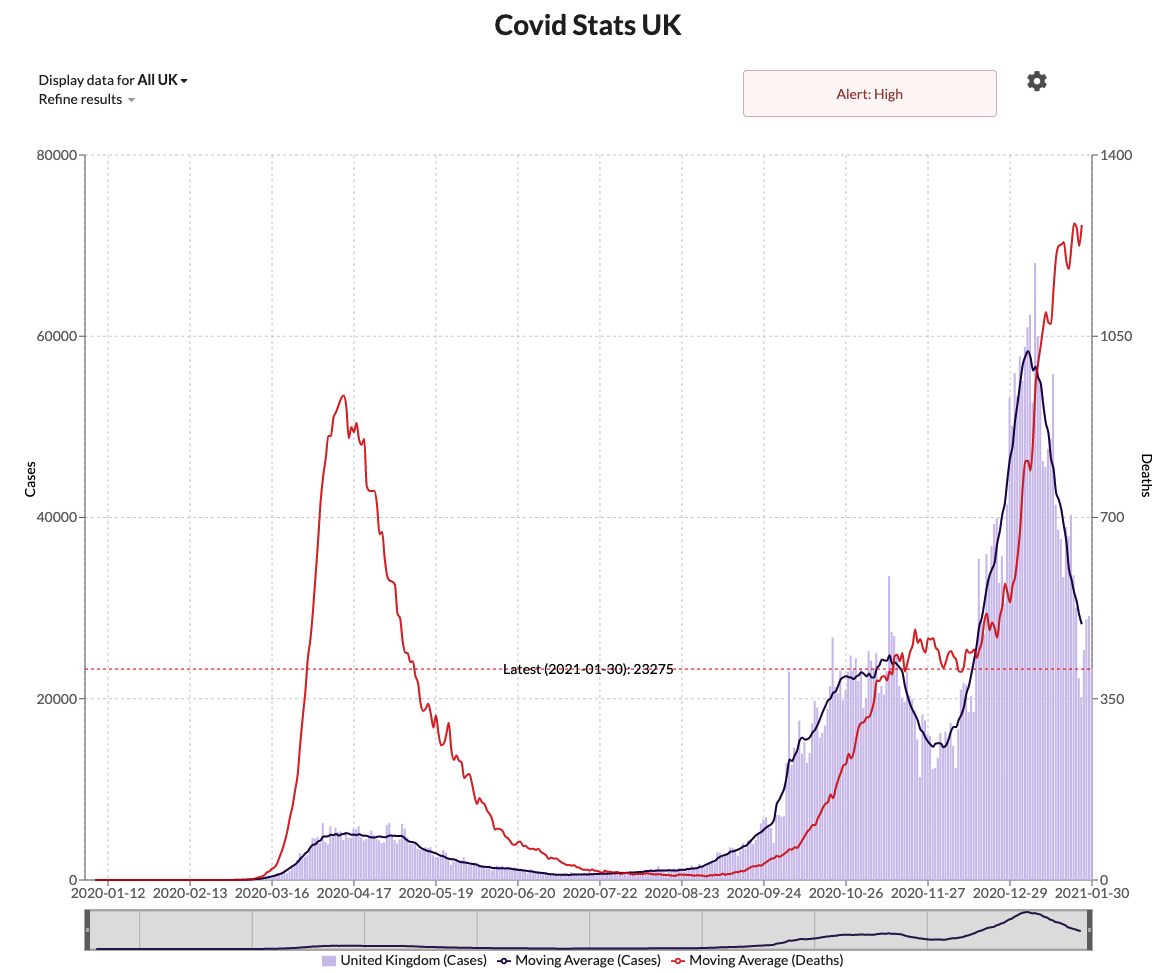 Covid Stats UK
Display data for All UK
Refine results
Alert: High
80000
60000
40000
20000
0
Cases
1400
1050
700
350
0
Deaths
Latest (2021-01-30): 23275
2020-01-12 2020-02-13 2020-03-16 2020-04-17 2020-05-19 2020-06-20 2020-07-22 2020-08-23 2020-09-24 2020-10-26 2020-11-27 2020-12-29 2021-01-30
United Kingdom (Cases) Moving Average (Cases) Moving Average (Deaths)